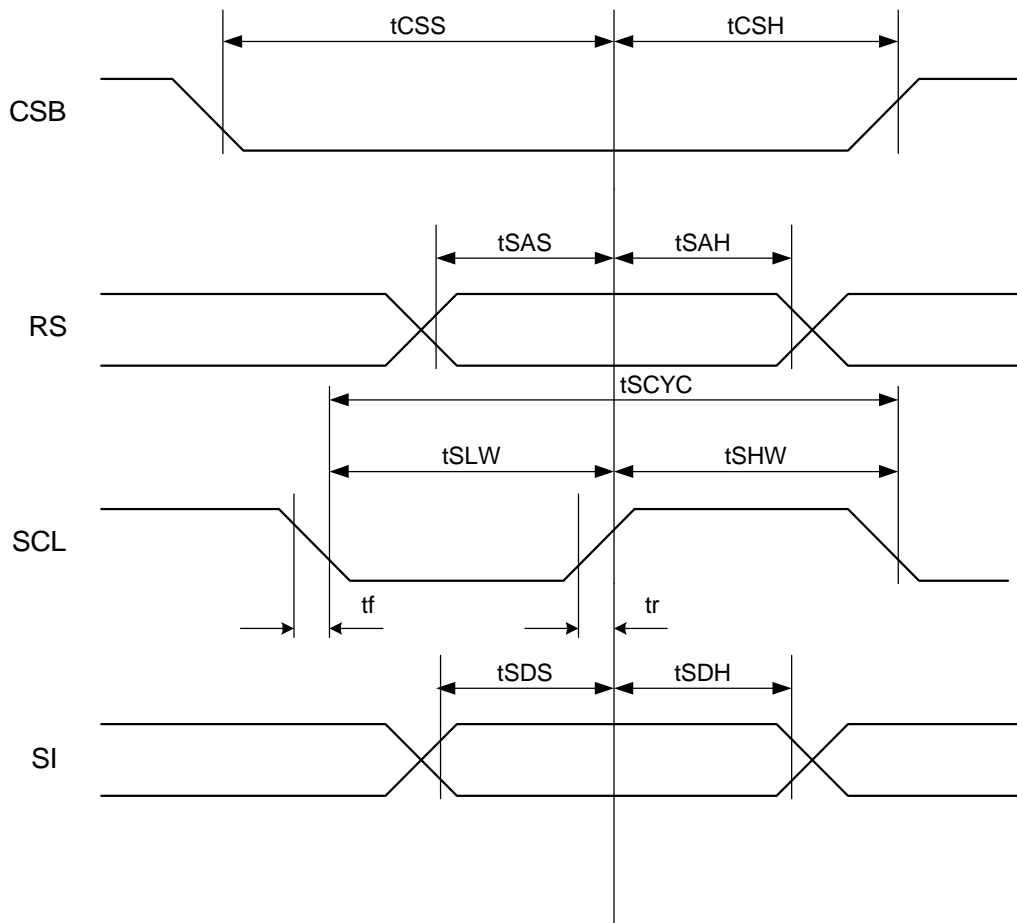 tCSS tCSH
CSB
tSAS tSAH
RS
tSCYC
tSLW tSHW
SCL
tf tr
tSDS tSDH
SI